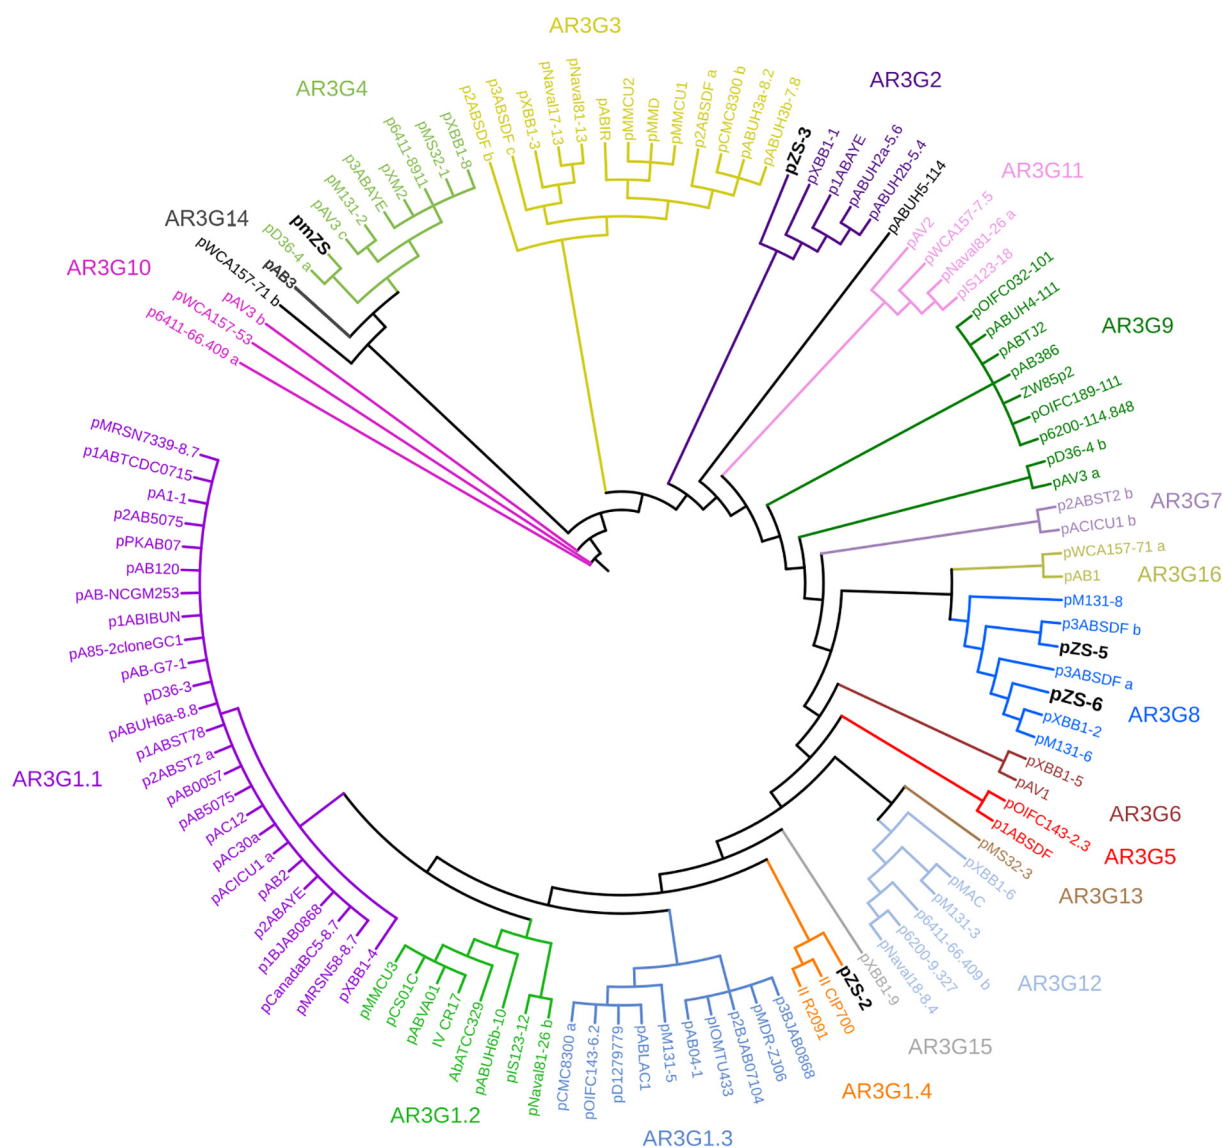 AR3G3
pNaval81-13
pNaval17-13
pXBB1-3
p3ABSDF c
p2ABSDF b
pABIR
pMMCU2
pMMD
pMMCU1
p2ABSDF a
pCMC8300 b
pABUH3a-8.2
pABUH3b-7.8
AR3G2
pZS-3
pXBB1-1
p1ABAYE
pABUH2a-5.6
pABUH2b-5.4
pABUH5-114
AR3G11
pAV2
pWCA157-7.5
pNaval81-26 a
pIS123-18
AR3G9
pOIFC032-101
pABUH4-111
pABTJ2
pAB386
ZW85p2
pOIFC189-111
p6200-114.848
pD36-4 b
pAV3 a
AR3G7
p2ABST2 b
pACICU1 b
AR3G16
pWCA157-71 a
pAB1
AR3G8
pM131-8
p3ABSDF b
pZS-5
p3ABSDF a
pZS-6
pXBB1-2
pM131-6
AR3G6
pXBB1-5
pAV1
AR3G5
pOIFC143-2.3
p1ABSDF
AR3G13
pMS32-3
AR3G12
pXBB1-6
pMAC
pM131-3
p6411-66.409 b
p6200-9.327
pNaval18-8.4
AR3G15
pXBB1-9
AR3G1.4
pZS-2
II CIP700
II R2091
AR3G1.3
p3BJAB0868
pMDR-ZJ06
p2BJAB07104
pIOMTU433
pAB04-1
pM131-5
pABLAC1
pD1279779
pOIFC143-6.2
pCMC8300 a
AR3G1.2
pNaval81-26 b
pIS123-12
pABUH6b-10
AbATCC329
IV CR17
pABVA01
pCS01C
pMMCU3
AR3G1.1
pXBB1-4
pMRSN58-8.7
pCanadaBC5-8.7
p1BJAB0868
p2ABAYE
pAB2
pACICU1 a
pAC30a
pAC12
pAB5075
pAB0057
p2ABST2 a
p1ABST78
pABUH6a-8.8
pD36-3
pAB-G7-1
pA85-2cloneGC1
p1ABIBUN
pAB-NCGM253
pAB120
pPKAB07
p2AB5075
pA1-1
p1ABTCDC0715
pMRSN7339-8.7
AR3G10
p6411-66.409 a
pWCA157-53
pAV3 b
pWCA157-71 b
AR3G14
pAB3
AR3G4
pD36-4 a
pmZS
pAV3 c
pM131-2
p3ABAYE
pXM2
p6411-8911
pMS32-1
pXBB1-8